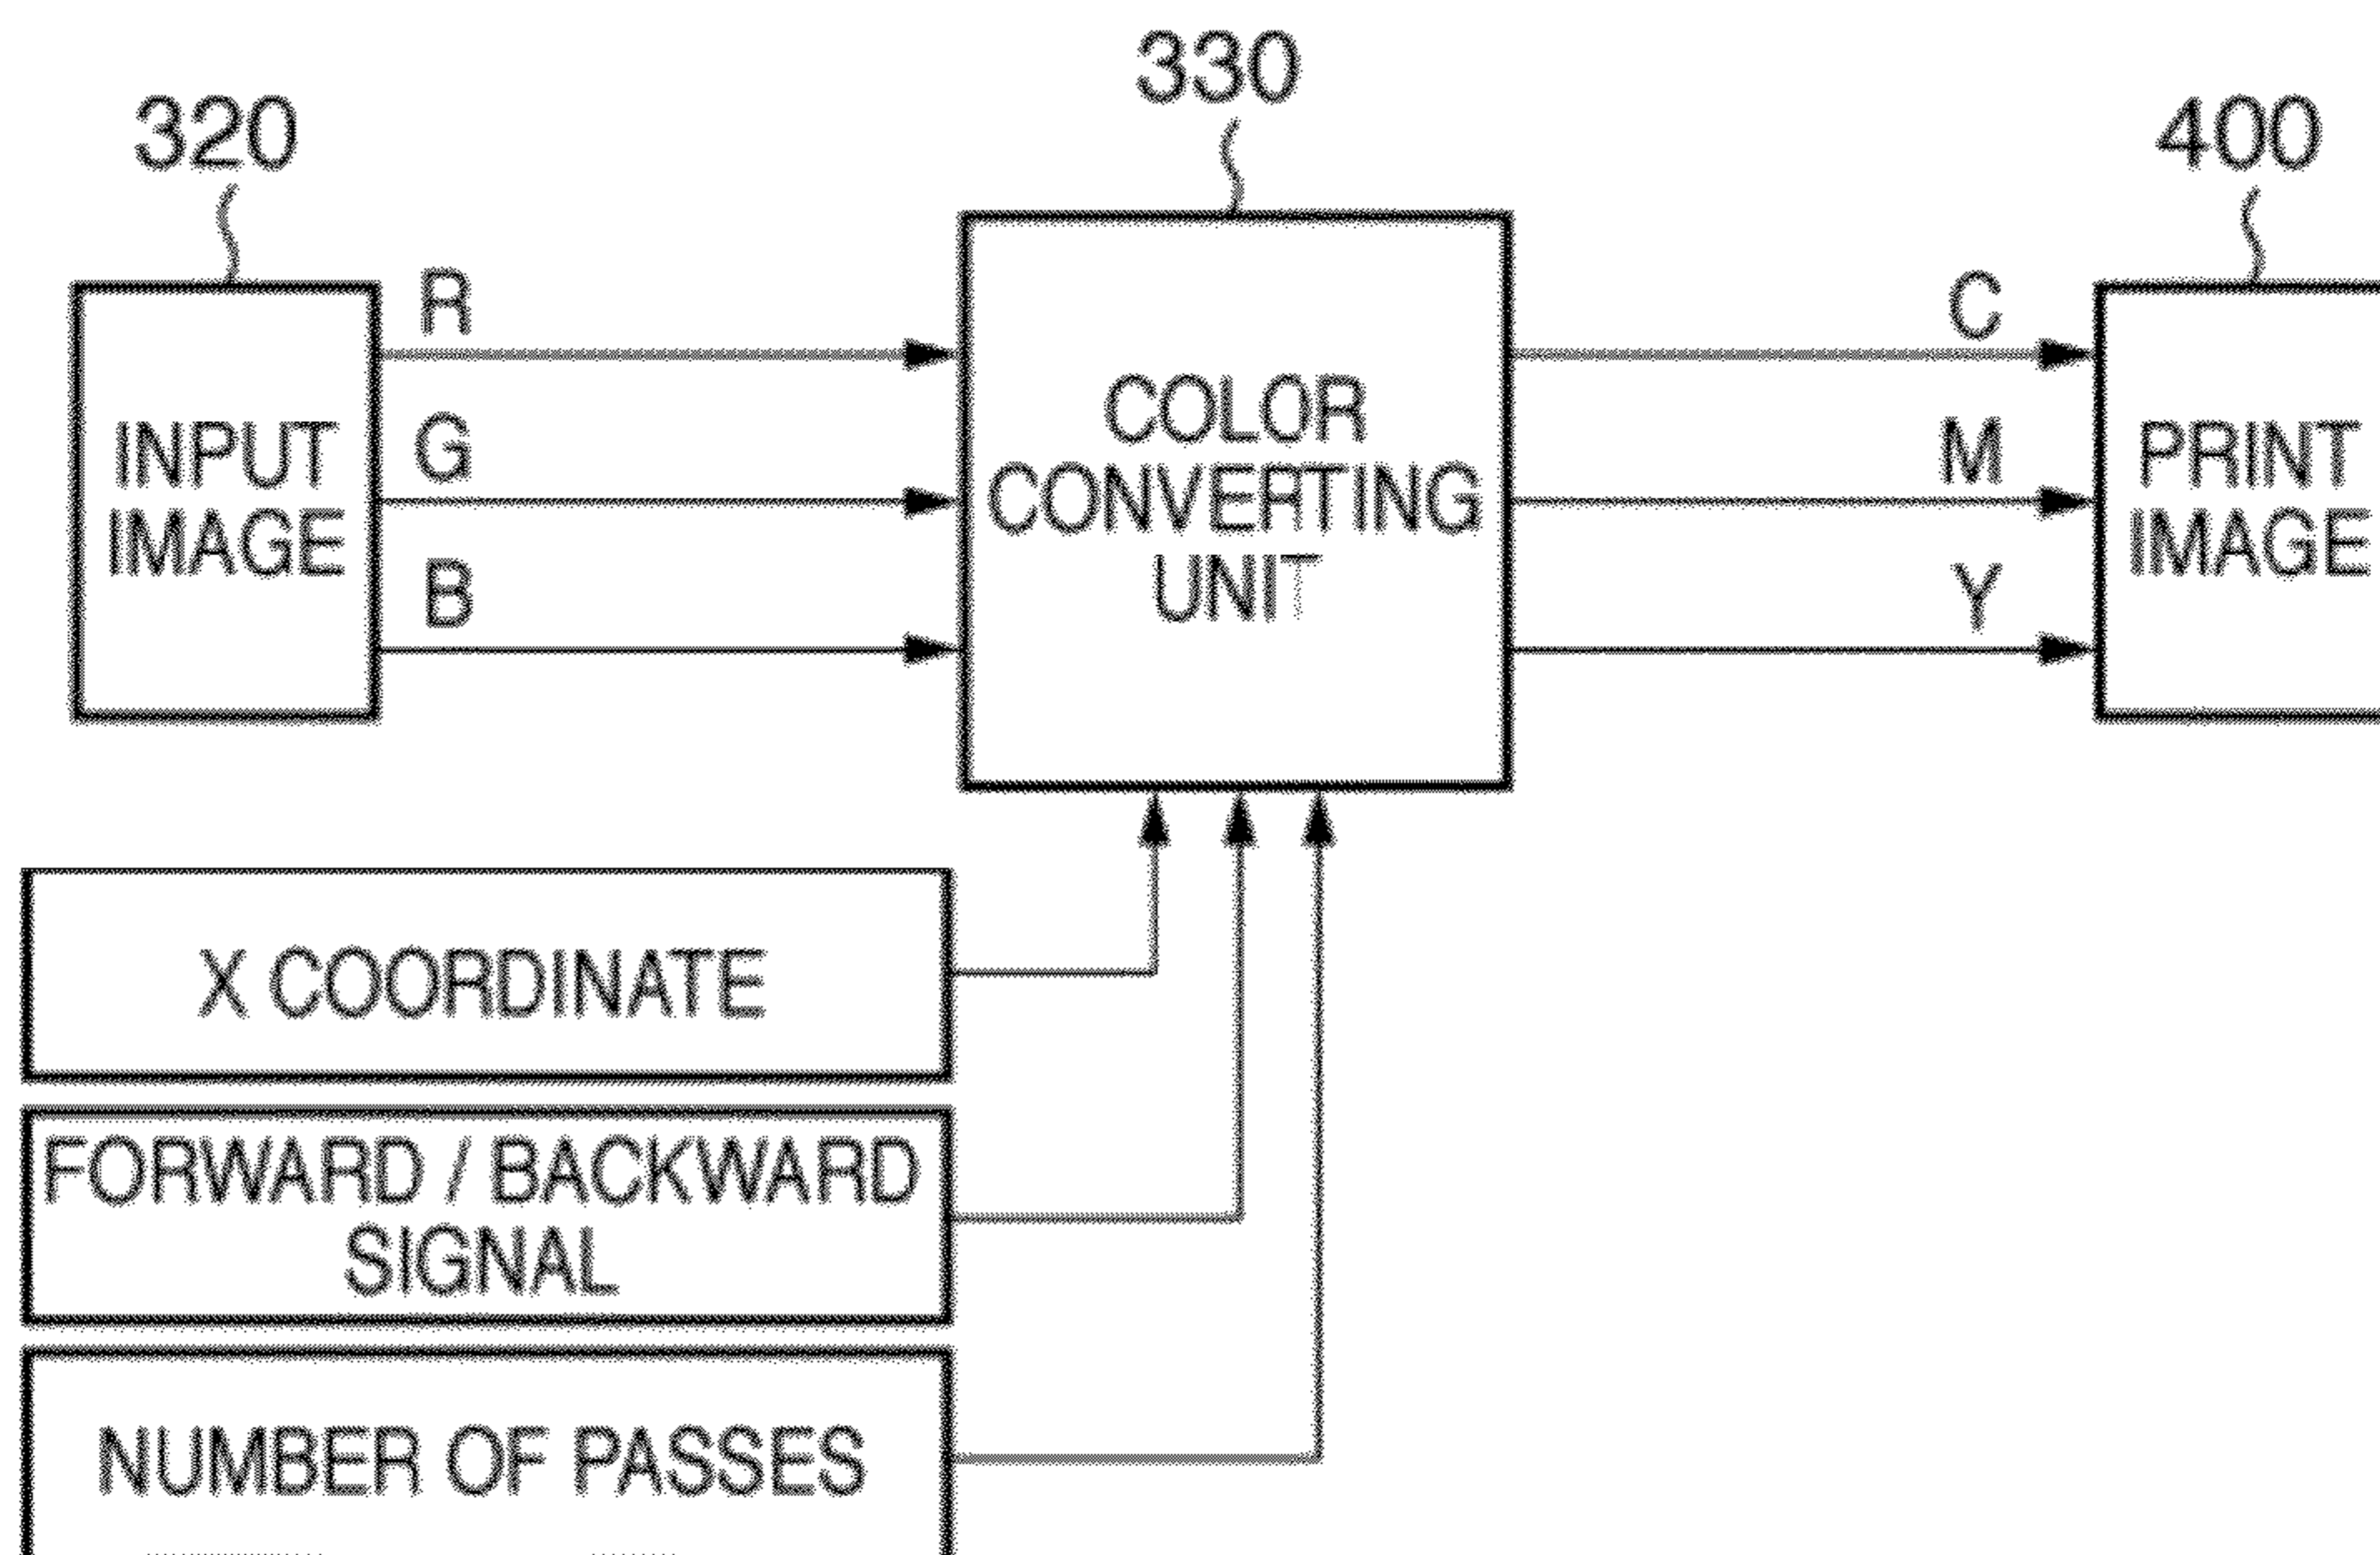 320
330
400
R
G
B
INPUT
IMAGE
COLOR
CONVERTING
UNIT
C
M
Y
PRINT
IMAGE
X COORDINATE
FORWARD / BACKWARD
SIGNAL
NUMBER OF PASSES